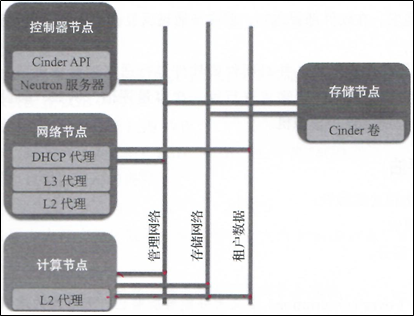 控制器节点
Cinder API
Neutron 服务器
网络节点
DHCP 代理
L3 代理
L2 代理
计算节点
L2 代理
管理网络
存储网络
租户数据
存储节点
Cinder 卷